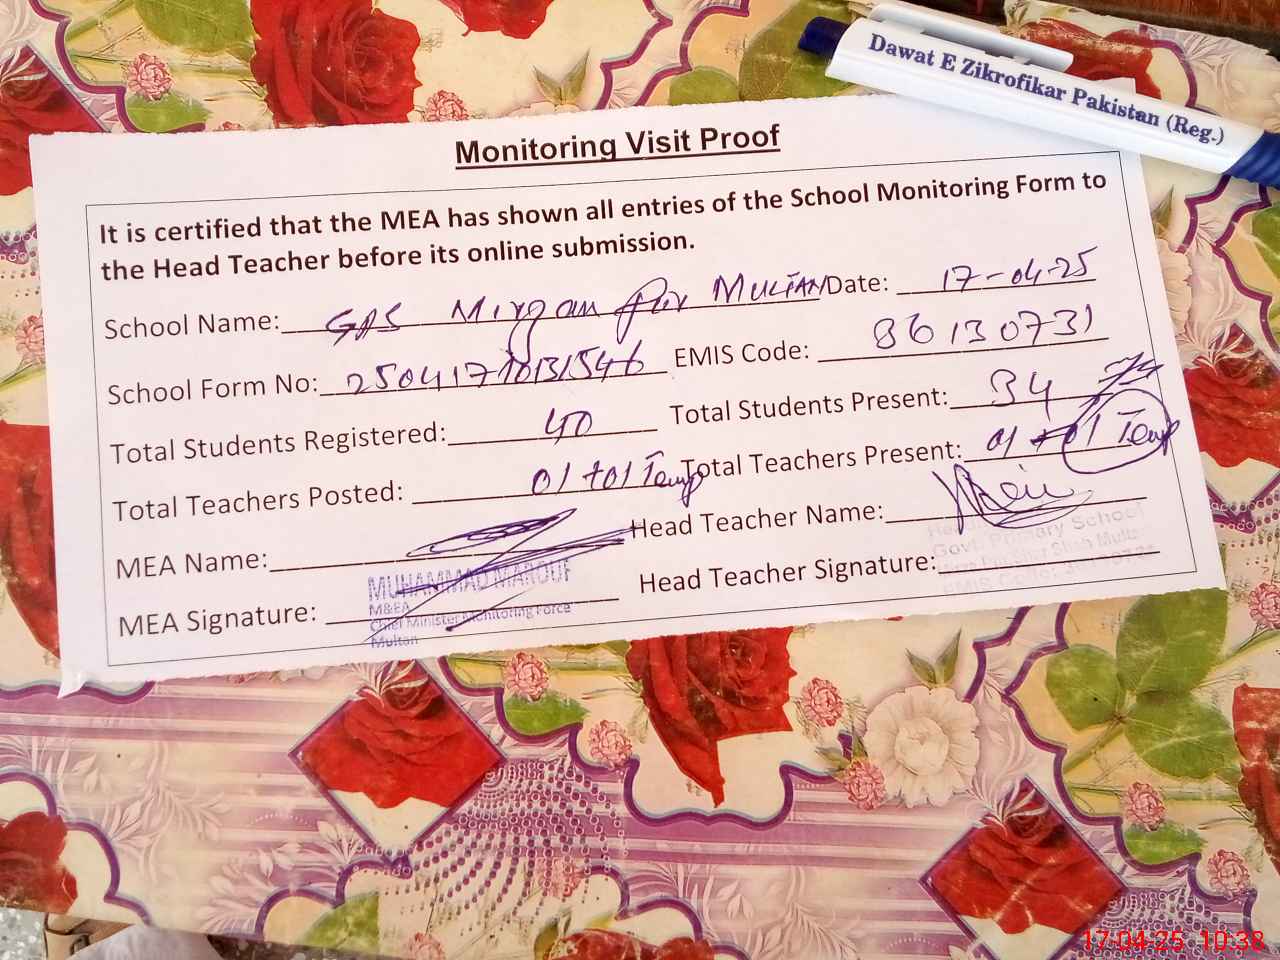 Dawat E Zikrofikar Pakistan (Reg.)
Monitoring Visit Proof
It is certified that the MEA has shown all entries of the School Monitoring Form to
the Head Teacher before its online submission.
School Name: GPS Mirgan Pur MULTAN Date: 17-04-25
School Form No: 25041710131546 EMIS Code: 86130731
Total Students Registered: 40 Total Students Present: 34
Total Teachers Posted: 01 +01 Temp Total Teachers Present: 01 +01 Temp
MEA Name: Head Teacher Name:
MEA Signature: Head Teacher Signature:
MUHAMMAD MAROUF
M&EA
Chief Minister Monitoring Force
Multan
Govt. Primary School
17-04-25 10:38